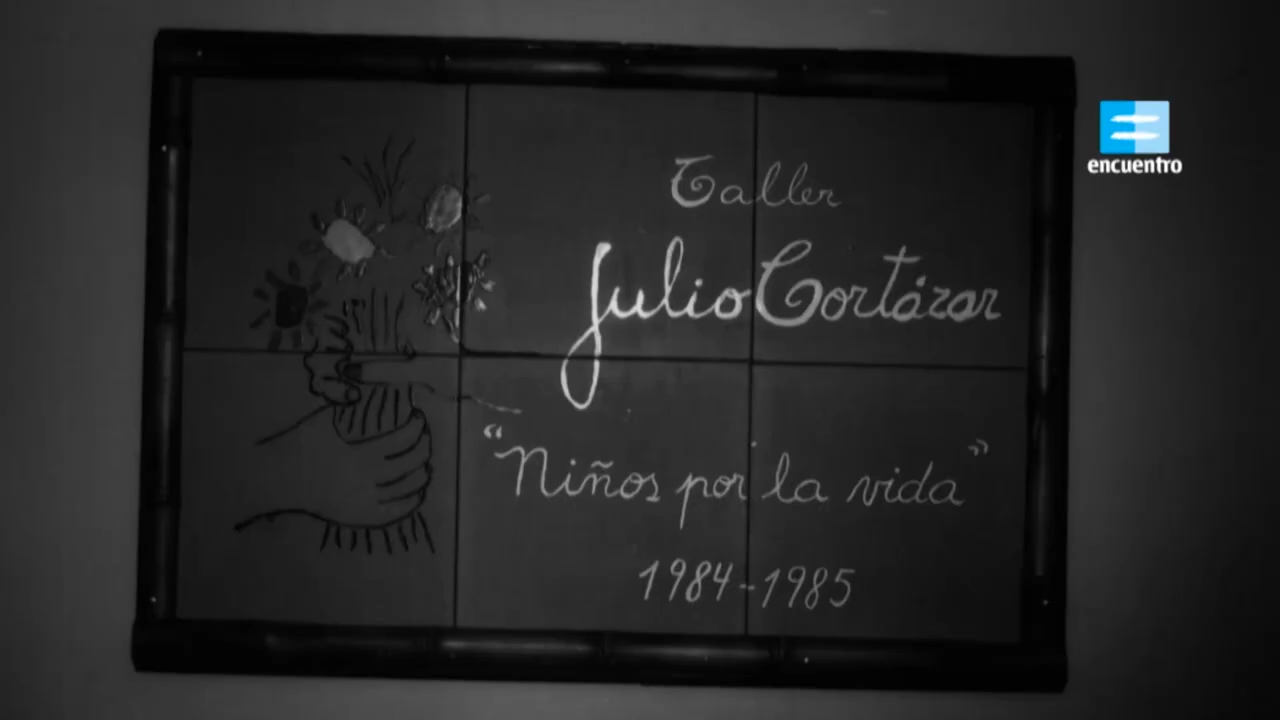 Taller
Julio Cortázar
"Niños por la vida"
1984-1985
encuentro